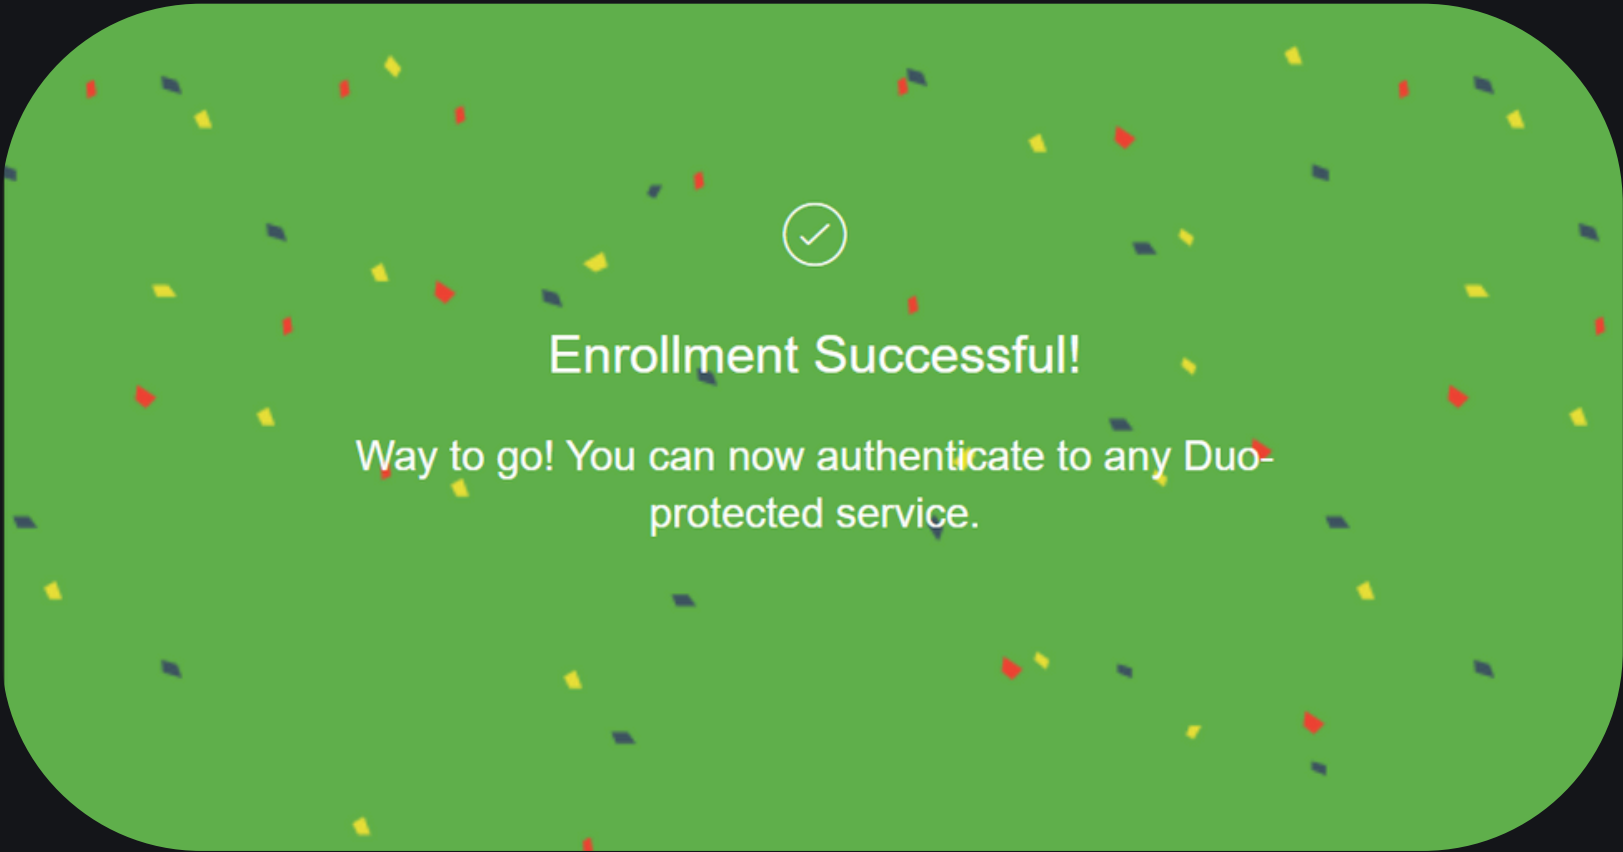 Enrollment Successful!
Way to go! You can now authenticate to any Duo-
protected service.